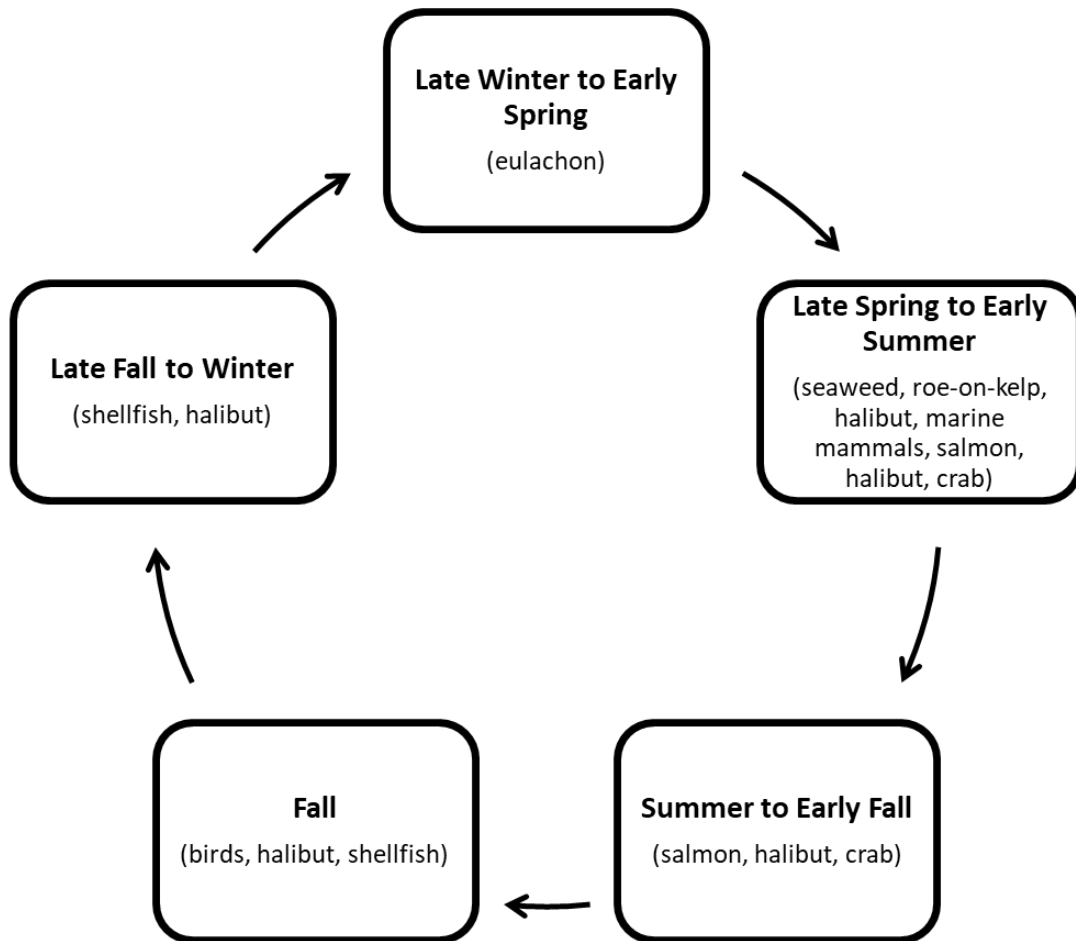 Late Winter to Early
Spring
(eulachon)
Late Spring to Early
Summer
(seaweed, roe-on-kelp,
halibut, marine
mammals, salmon,
halibut, crab)
Summer to Early Fall
(salmon, halibut, crab)
Fall
(birds, halibut, shellfish)
Late Fall to Winter
(shellfish, halibut)